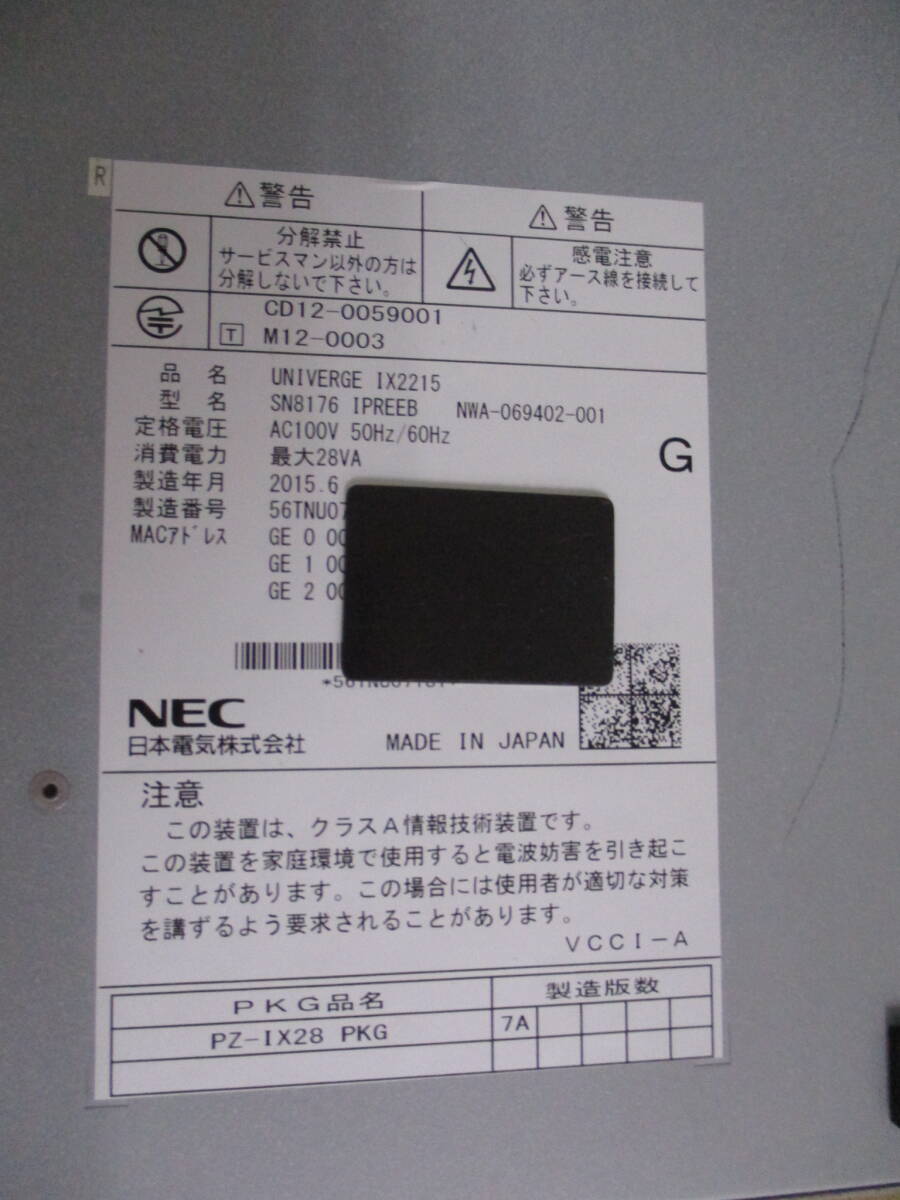 R
警告
分解禁止
サービスマン以外の方は
分解しないで下さい。
警告
感電注意
必ずアース線を接続して
下さい。
CD12-0059001
T M12-0003
品名 UNIVERGE IX2215
型名 SN8176 IPREEB NWA-069402-001
定格電圧 AC100V 50Hz/60Hz
消費電力 最大28VA
G
製造年月 2015.6
製造番号 56TNU07
MACアドレス GE 0 00
GE 1 00
GE 2 00
NEC
日本電気株式会社 MADE IN JAPAN
注意
この装置は、クラスA情報技術装置です。
この装置を家庭環境で使用すると電波妨害を引き起こ
すことがあります。この場合には使用者が適切な対策
を講ずるよう要求されることがあります。
VCCI-A
PKG品名 製造版数
PZ-IX28 PKG 7A